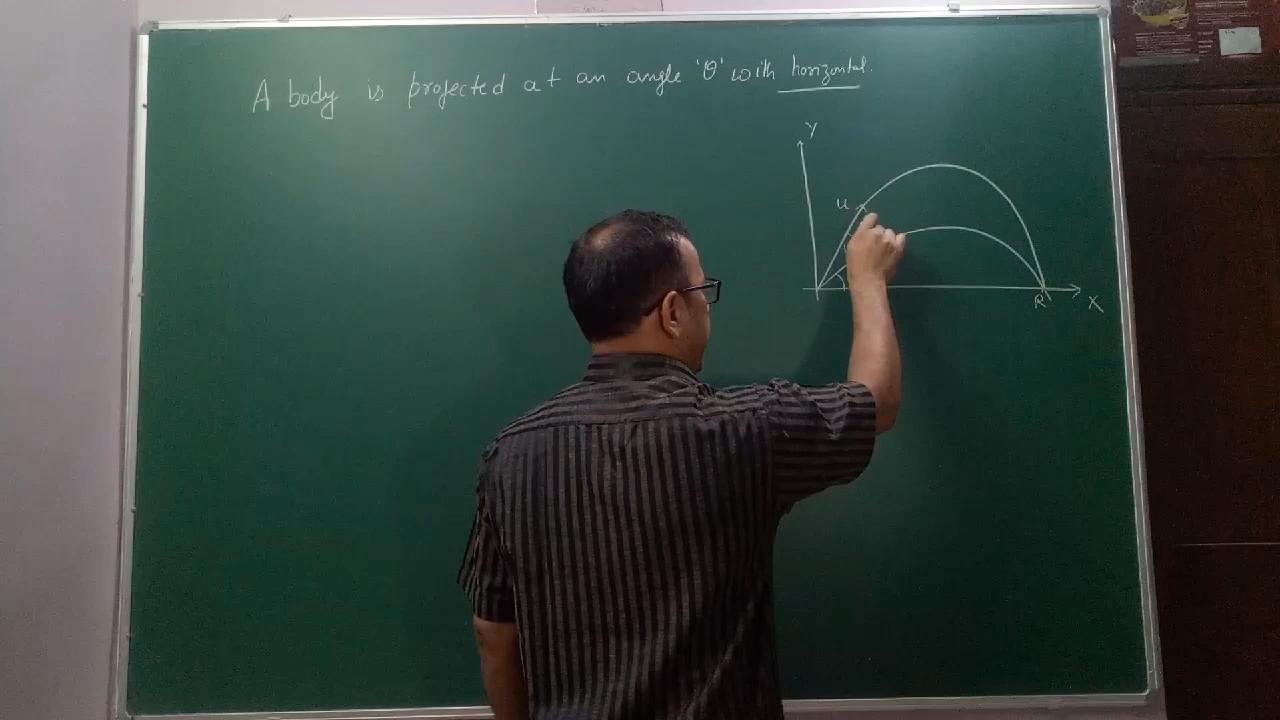 A body is projected at an angle 'θ' with horizontal.
Y
u
R
X